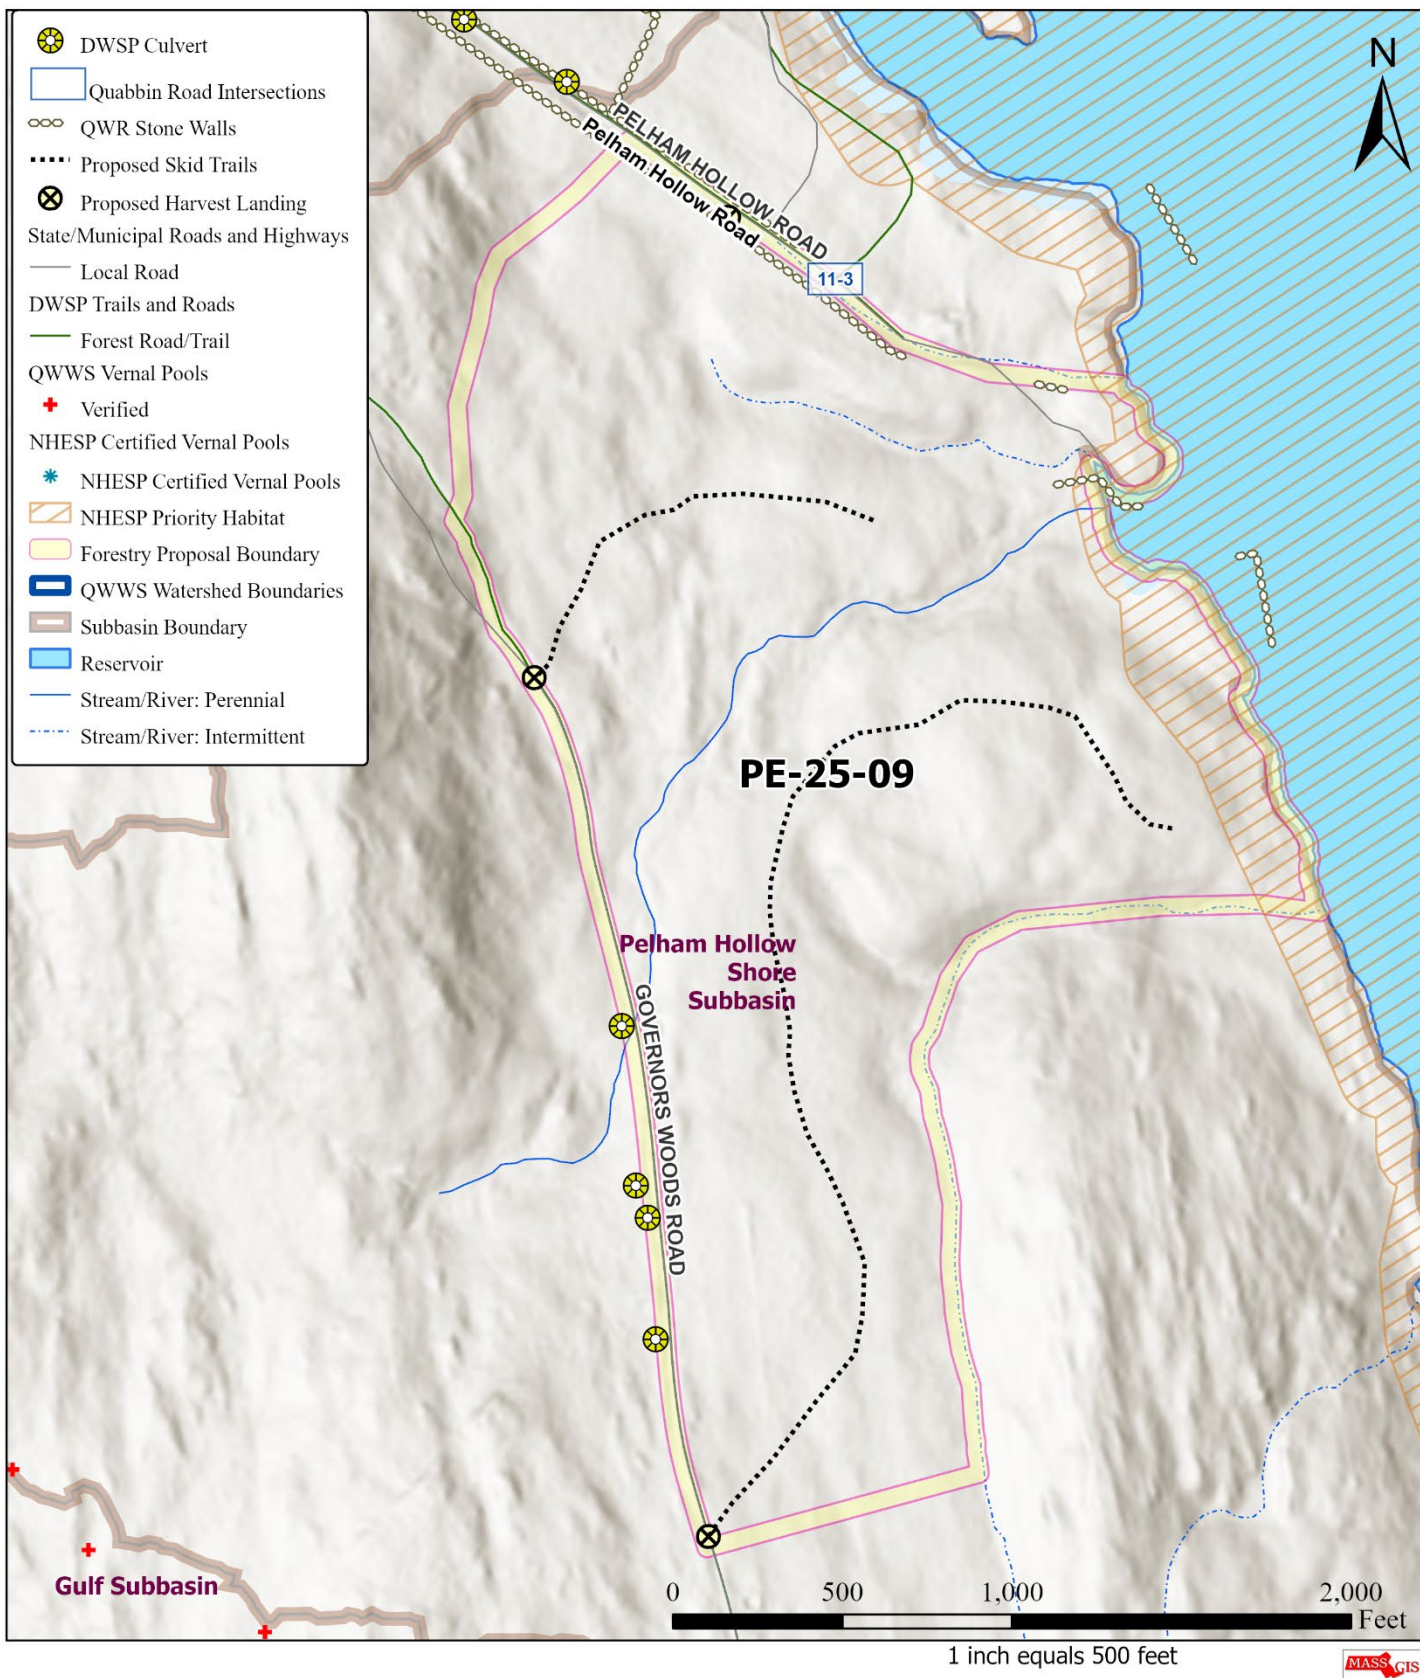 DWSP Culvert
Quabbin Road Intersections
QWR Stone Walls
Proposed Skid Trails
Proposed Harvest Landing
State/Municipal Roads and Highways
Local Road
DWSP Trails and Roads
Forest Road/Trail
QWWS Vernal Pools
Verified
NHESP Certified Vernal Pools
NHESP Certified Vernal Pools
NHESP Priority Habitat
Forestry Proposal Boundary
QWWS Watershed Boundaries
Subbasin Boundary
Reservoir
Stream/River: Perennial
Stream/River: Intermittent
N
PELHAM HOLLOW ROAD
Pelham Hollow Road
11-3
PE-25-09
Pelham Hollow
Shore
Subbasin
GOVERNORS WOODS ROAD
Gulf Subbasin
0 500 1,000 2,000
Feet
1 inch equals 500 feet
MASS GIS